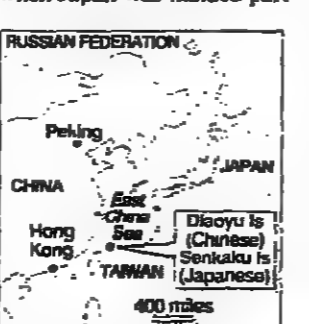 RUSSIAN FEDERATION
Peking
JAPAN
CHINA
East
China
Sea
Diaoyu Is
(Chinese)
Senkaku Is
(Japanese)
Hong
Kong
TAIWAN
400 miles